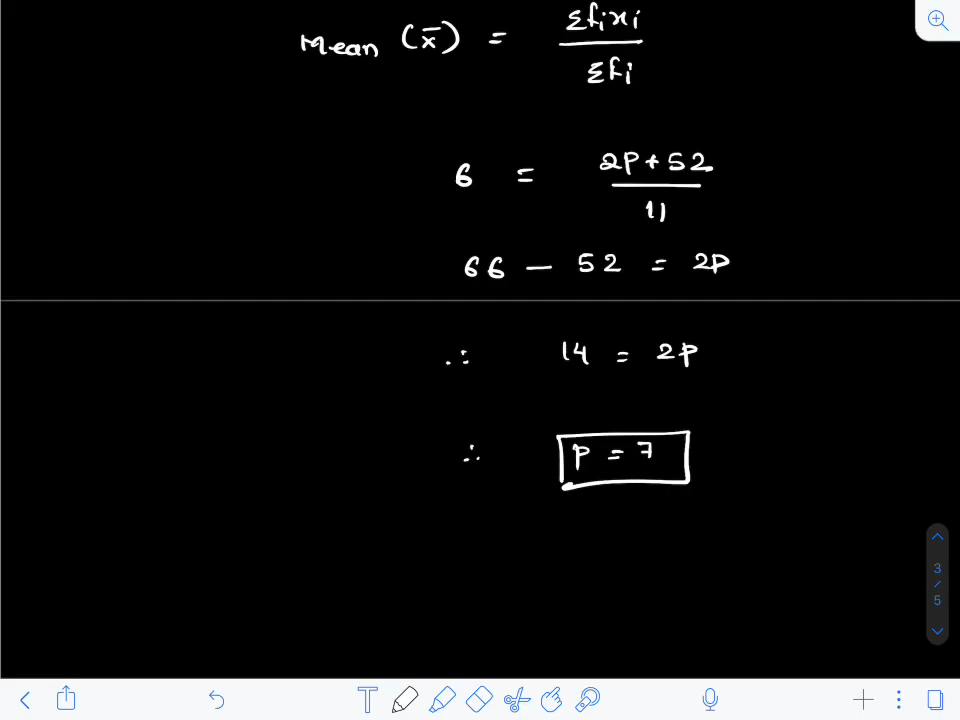 Mean (x̄) = Σfixi / Σfi
6 = 2P + 52 / 11
66 - 52 = 2P
∴ 14 = 2P
∴ P = 7
3 / 5
T